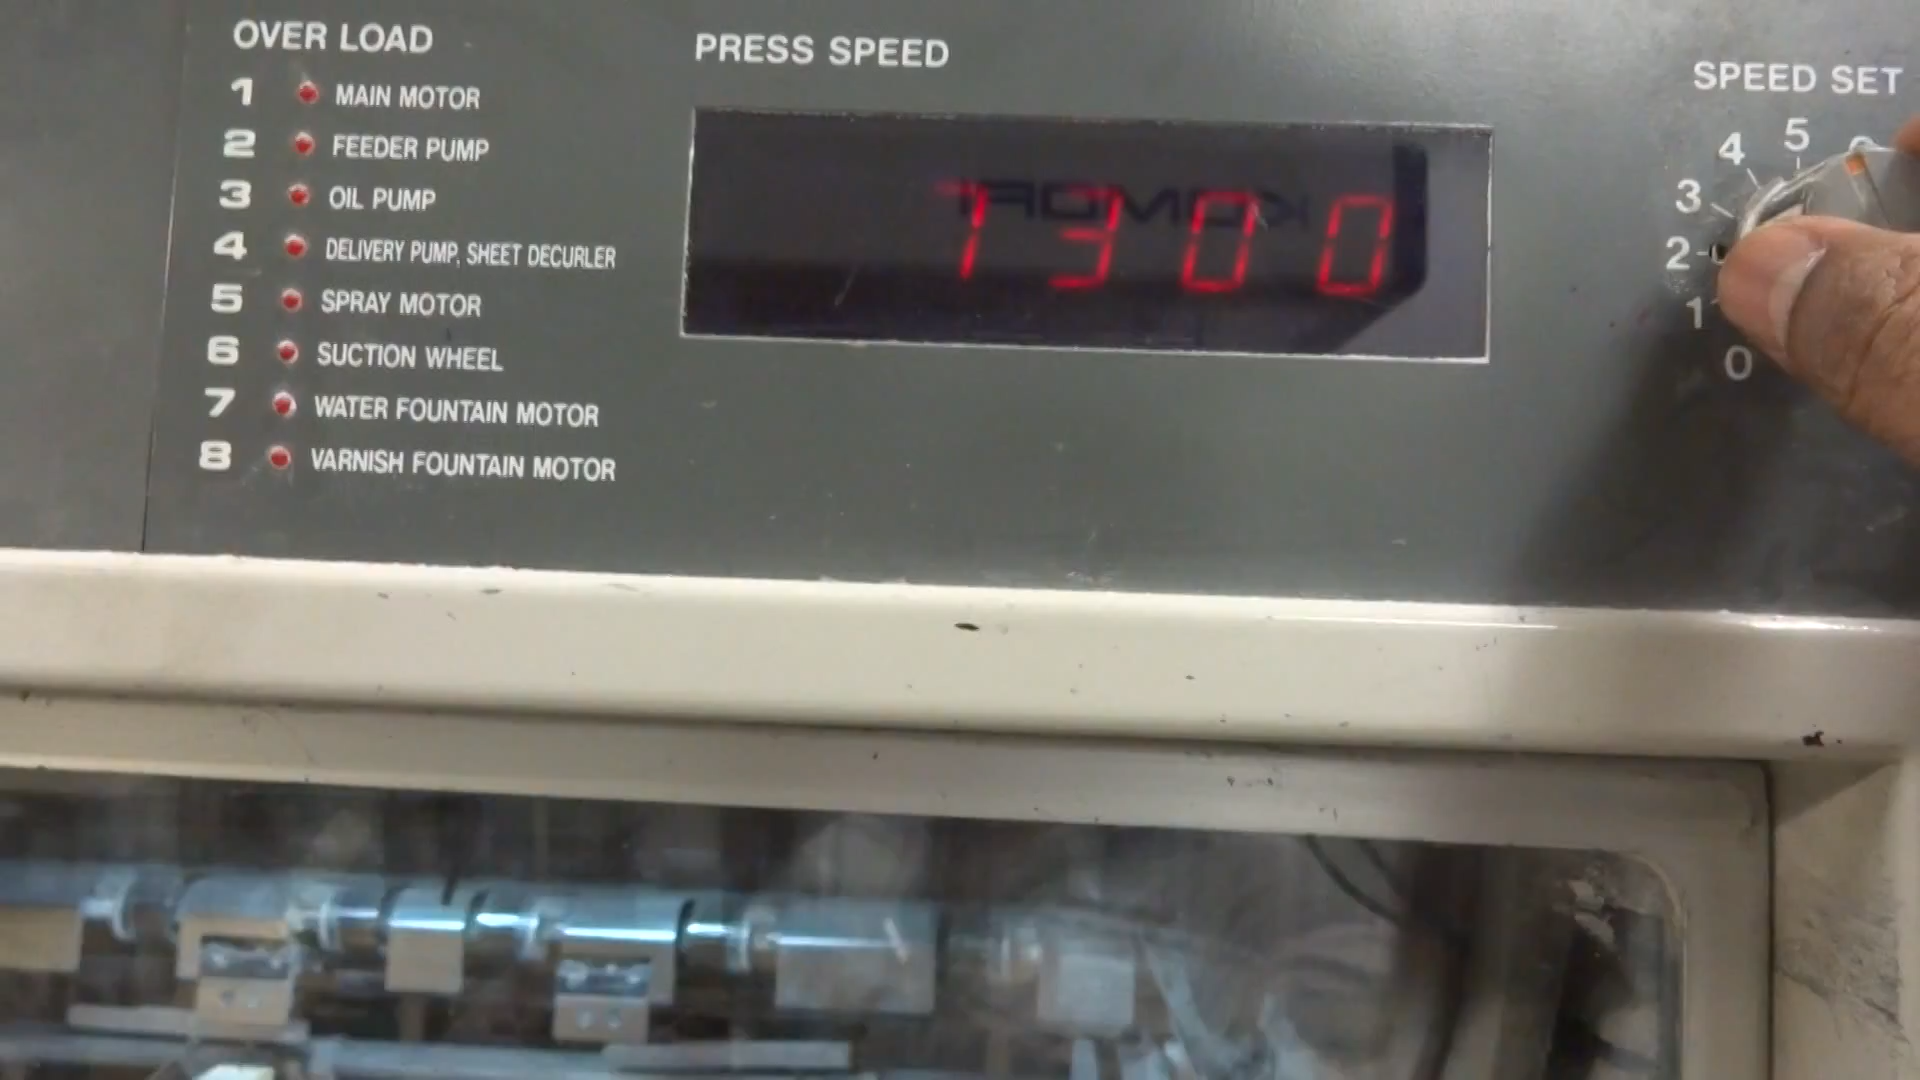 OVER LOAD
1 MAIN MOTOR
2 FEEDER PUMP
3 OIL PUMP
4 DELIVERY PUMP, SHEET DECURLER
5 SPRAY MOTOR
6 SUCTION WHEEL
7 WATER FOUNTAIN MOTOR
8 VARNISH FOUNTAIN MOTOR
PRESS SPEED
7300
SPEED SET
5
4
3
2
1
0